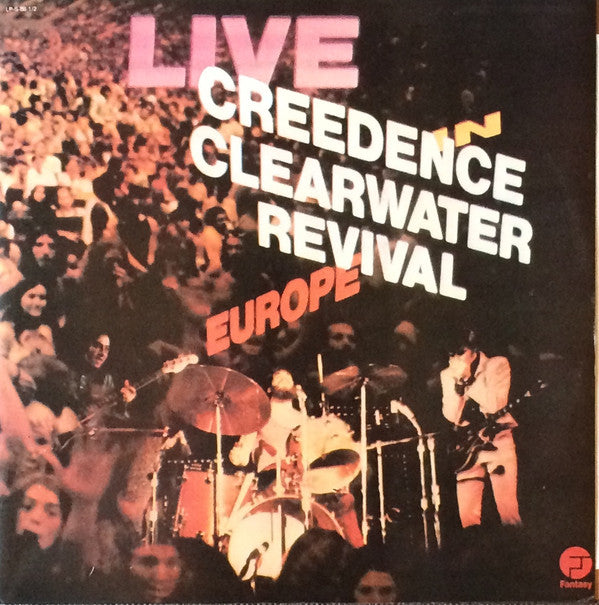 LIVE
CREEDENCE
IN
CLEARWATER
REVIVAL
EUROPE
Fantasy